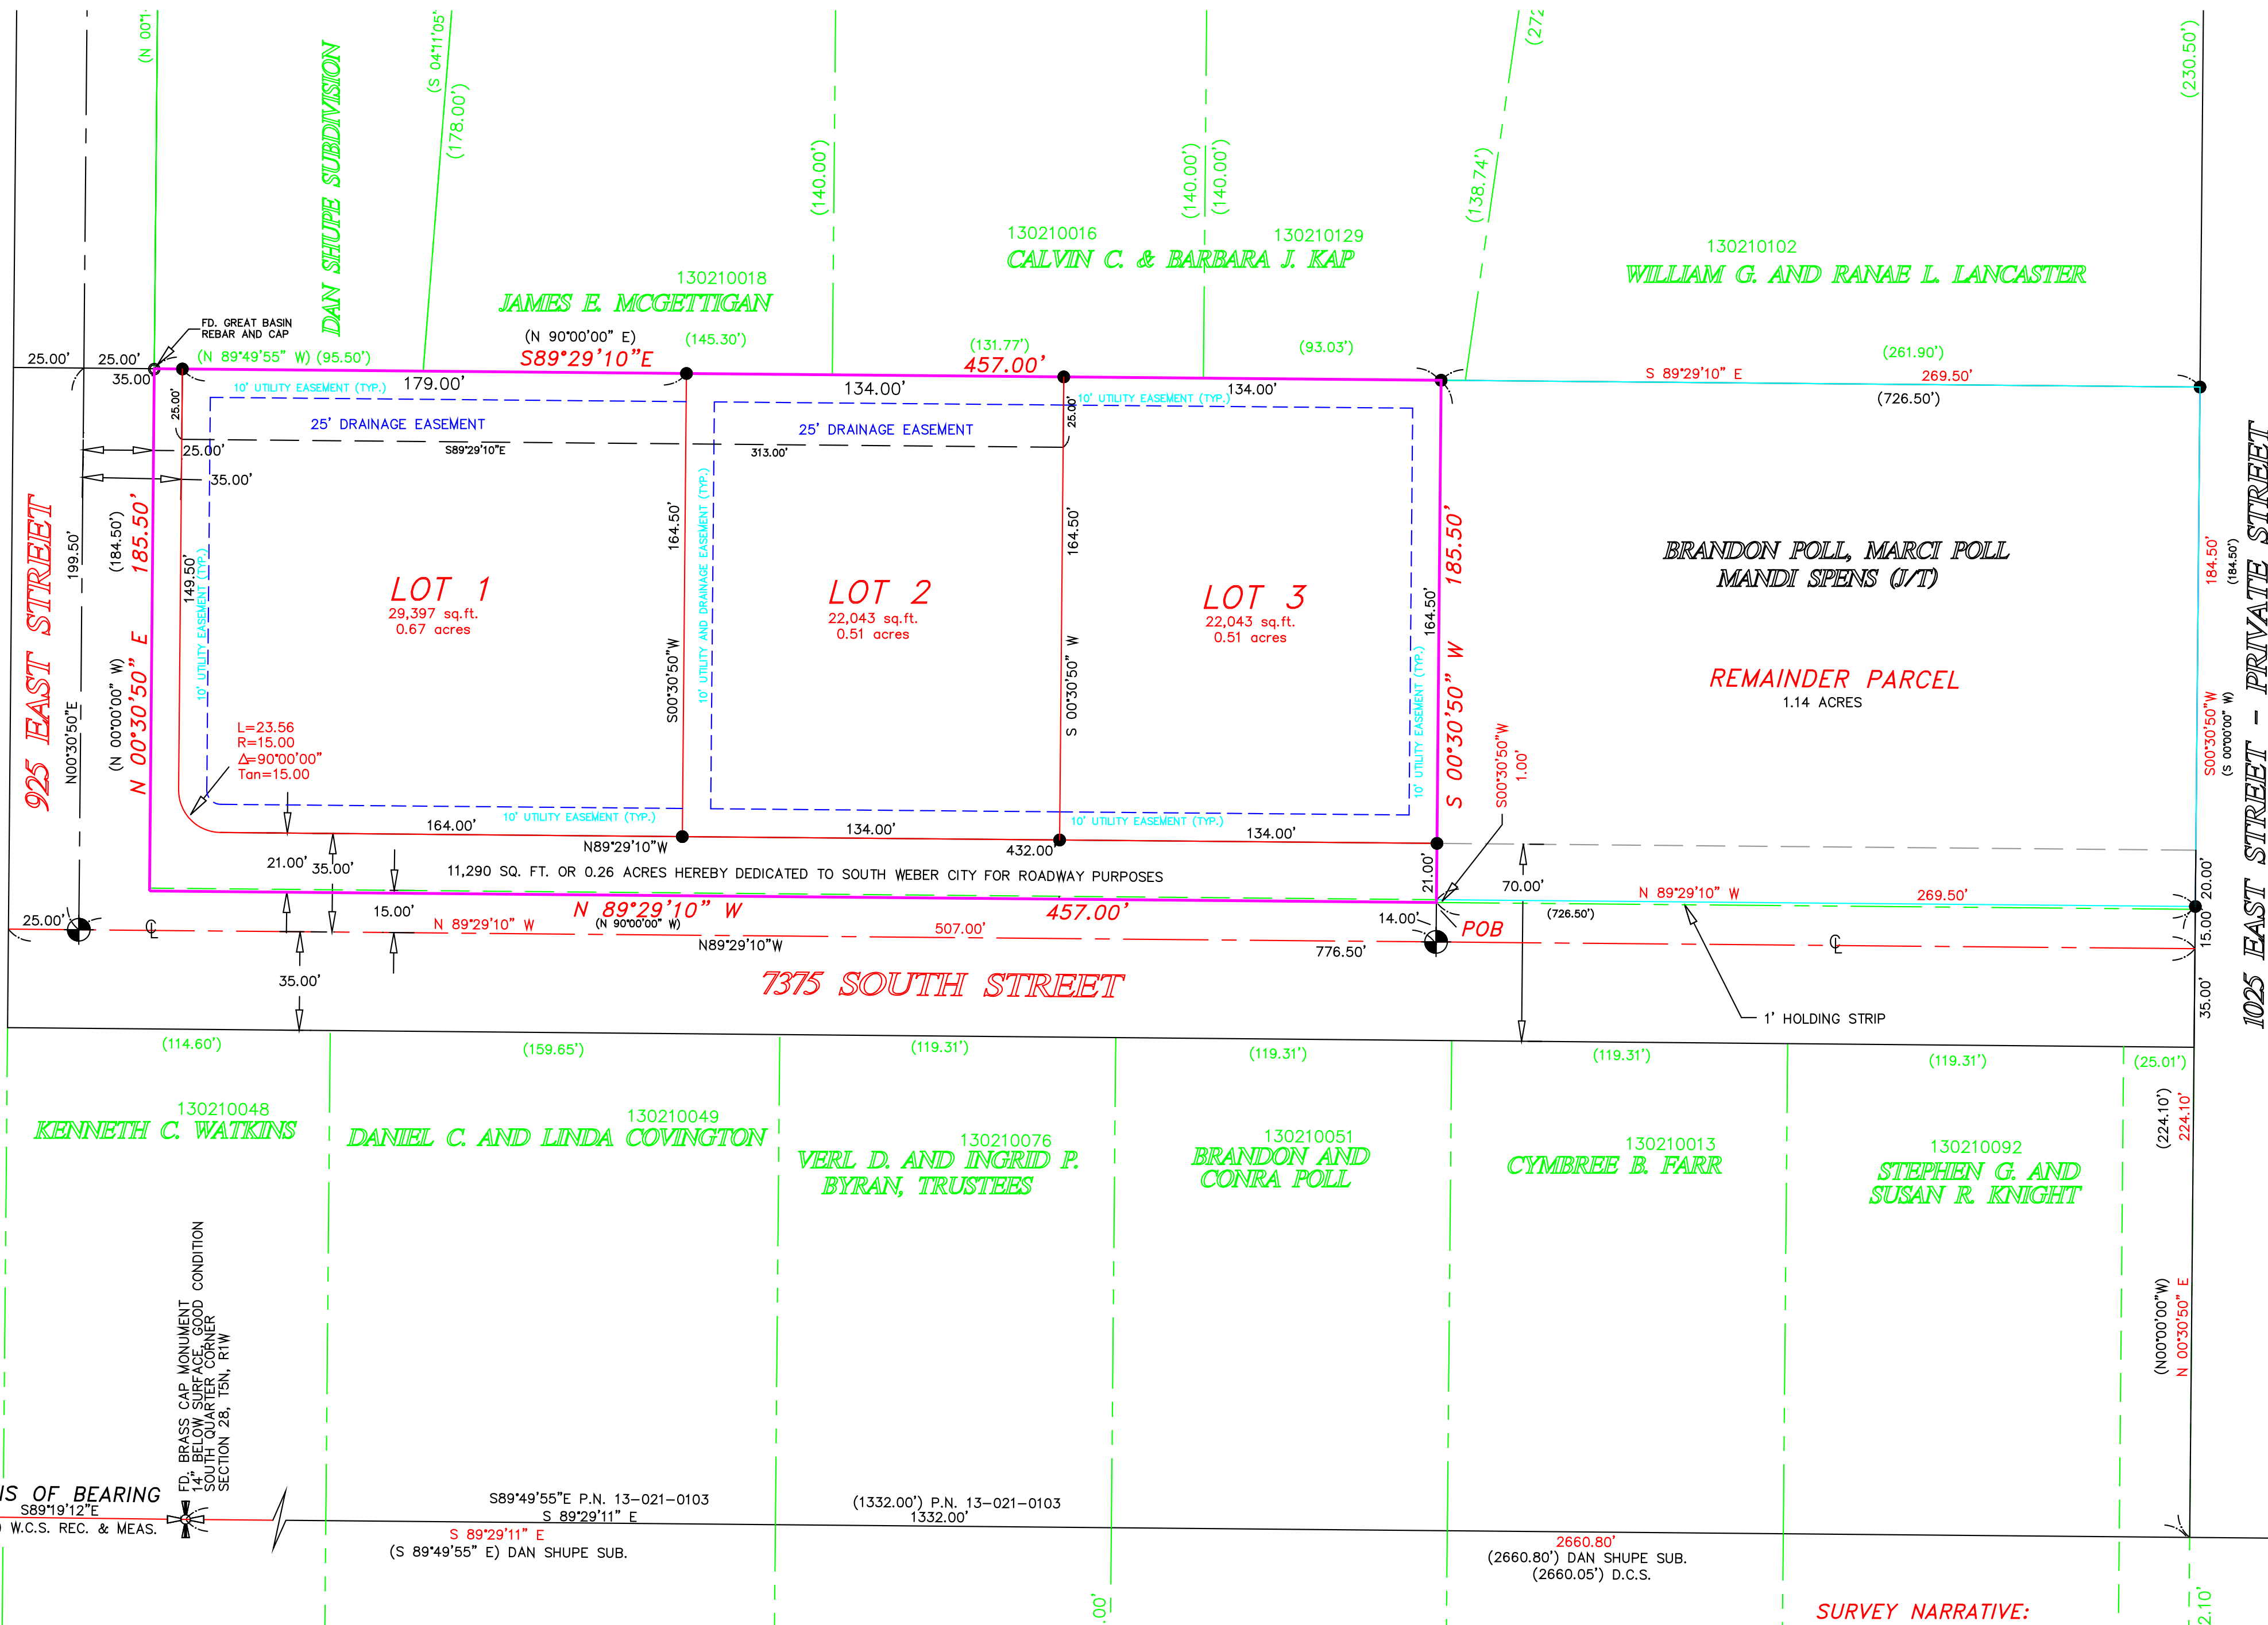 (N 00°1
DAN SHUPE SUBDIVISION
(S 04°11'05"
(178.00')
(140.00')
(140.00')
(140.00')
(272
(138.74')
(230.50')
130210016
130210129
CALVIN C. & BARBARA J. KAP
130210102
WILLIAM G. AND RANAE L. LANCASTER
130210018
JAMES E. MCGETTIGAN
FD. GREAT BASIN
REBAR AND CAP
(N 89°49'55" W) (95.50')
(N 90°00'00" E)
S89°29'10"E
(145.30')
(131.77')
457.00'
(93.03')
(261.90')
25.00'
25.00'
35.00'
10' UTILITY EASEMENT (TYP.)
179.00'
134.00'
134.00'
10' UTILITY EASEMENT (TYP.)
S 89°29'10" E
269.50'
(726.50')
25.00'
25' DRAINAGE EASEMENT
25' DRAINAGE EASEMENT
25.00'
S89°29'10"E
313.00'
25.00'
35.00'
925 EAST STREET
199.50'
N00°30'50"E
(184.50')
(N 00°00'00" W)
185.50'
N 00°30'50" E
149.50'
10' UTILITY EASEMENT (TYP.)
LOT 1
29,397 sq.ft.
0.67 acres
164.50'
S00°30'50"W
10' UTILITY AND DRAINAGE EASEMENT (TYP.)
LOT 2
22,043 sq.ft.
0.51 acres
164.50'
S 00°30'50" W
LOT 3
22,043 sq.ft.
0.51 acres
164.50'
10' UTILITY EASEMENT (TYP.)
185.50'
S 00°30'50" W
S00°30'50"W
1.00'
BRANDON POLL, MARCI POLL
MANDI SPENS (J/T)
REMAINDER PARCEL
1.14 ACRES
184.50'
(184.50')
S00°30'50"W
(S 00°00'00" W)
1025 EAST STREET - PRIVATE STREET
L=23.56
R=15.00
Δ=90°00'00"
Tan=15.00
10' UTILITY EASEMENT (TYP.)
10' UTILITY EASEMENT (TYP.)
164.00'
134.00'
134.00'
N89°29'10"W
432.00'
21.00'
35.00'
11,290 SQ. FT. OR 0.26 ACRES HEREBY DEDICATED TO SOUTH WEBER CITY FOR ROADWAY PURPOSES
21.00'
70.00'
N 89°29'10" W
269.50'
20.00'
25.00'
15.00'
N 89°29'10" W
457.00'
(N 90°00'00" W)
N 89°29'10" W
507.00'
14.00'
POB
(726.50')
15.00'
N89°29'10"W
776.50'
35.00'
7375 SOUTH STREET
35.00'
1' HOLDING STRIP
(114.60')
(159.65')
(119.31')
(119.31')
(119.31')
(119.31')
(25.01')
130210048
KENNETH C. WATKINS
130210049
DANIEL C. AND LINDA COVINGTON
130210076
VERL D. AND INGRID P.
BYRAN, TRUSTEES
130210051
BRANDON AND
CONRA POLL
130210013
CYMBREE B. FARR
130210092
STEPHEN G. AND
SUSAN R. KNIGHT
(224.10')
224.10'
(N00°00'00"W)
N 00°30'50" E
FD. BRASS CAP MONUMENT
14" BELOW SURFACE, GOOD CONDITION
SOUTH QUARTER CORNER
SECTION 28, T5N, R1W
IS OF BEARING
S89°19'12"E
) W.C.S. REC. & MEAS.
S89°49'55"E P.N. 13-021-0103
S 89°29'11" E
S 89°29'11" E
(S 89°49'55" E) DAN SHUPE SUB.
(1332.00') P.N. 13-021-0103
1332.00'
2660.80'
(2660.80') DAN SHUPE SUB.
(2660.05') D.C.S.
.00'
SURVEY NARRATIVE:
2.10'